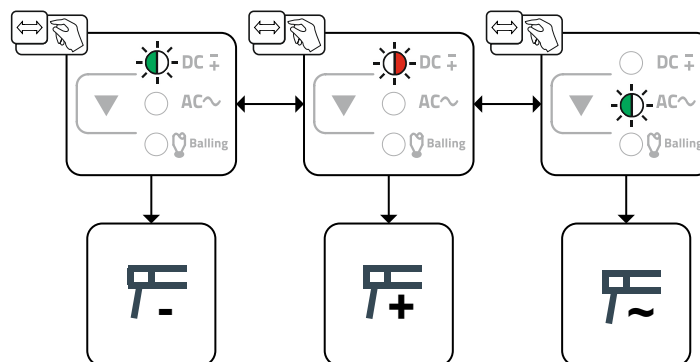 DC ∓
AC~
Balling
DC ∓
AC~
Balling
DC ∓
AC~
Balling
-
+
~